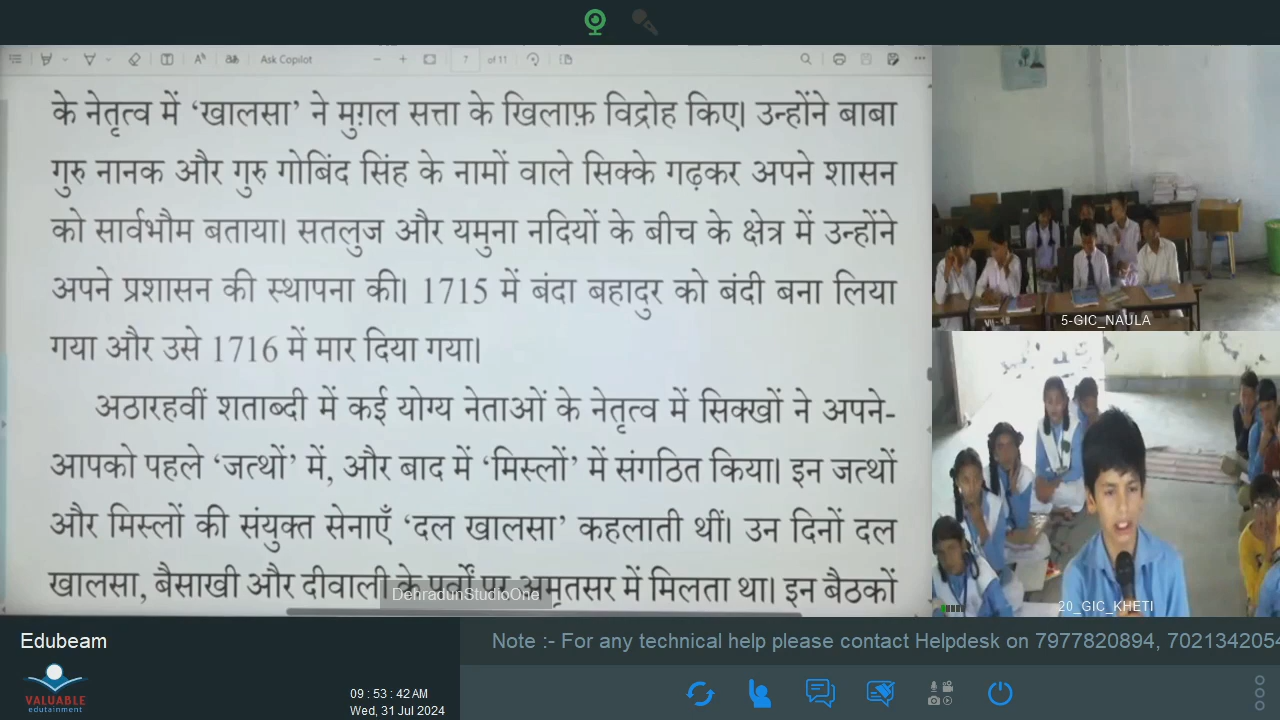 Ask Copilot
7
of 11
के नेतृत्व में ‘खालसा’ ने मुग़ल सत्ता के खिलाफ़ विद्रोह किए। उन्होंने बाबा
गुरु नानक और गुरु गोबिंद सिंह के नामों वाले सिक्के गढ़कर अपने शासन
को सार्वभौम बताया। सतलुज और यमुना नदियों के बीच के क्षेत्र में उन्होंने
अपने प्रशासन की स्थापना की। 1715 में बंदा बहादुर को बंदी बना लिया
गया और उसे 1716 में मार दिया गया।
अठारहवीं शताब्दी में कई योग्य नेताओं के नेतृत्व में सिक्खों ने अपने-
आपको पहले ‘जत्थों’ में, और बाद में ‘मिस्लों’ में संगठित किया। इन जत्थों
और मिस्लों की संयुक्त सेनाएँ ‘दल खालसा’ कहलाती थीं। उन दिनों दल
खालसा, बैसाखी और दीवाली के पर्वों पर अमृतसर में मिलता था। इन बैठकों
DehradunStudioOne
5-GIC_NAULA
20_GIC_KHETI
Edubeam
VALUABLE
edutainment
09 : 53 : 42 AM
Wed, 31 Jul 2024
Note :- For any technical help please contact Helpdesk on 7977820894, 7021342054